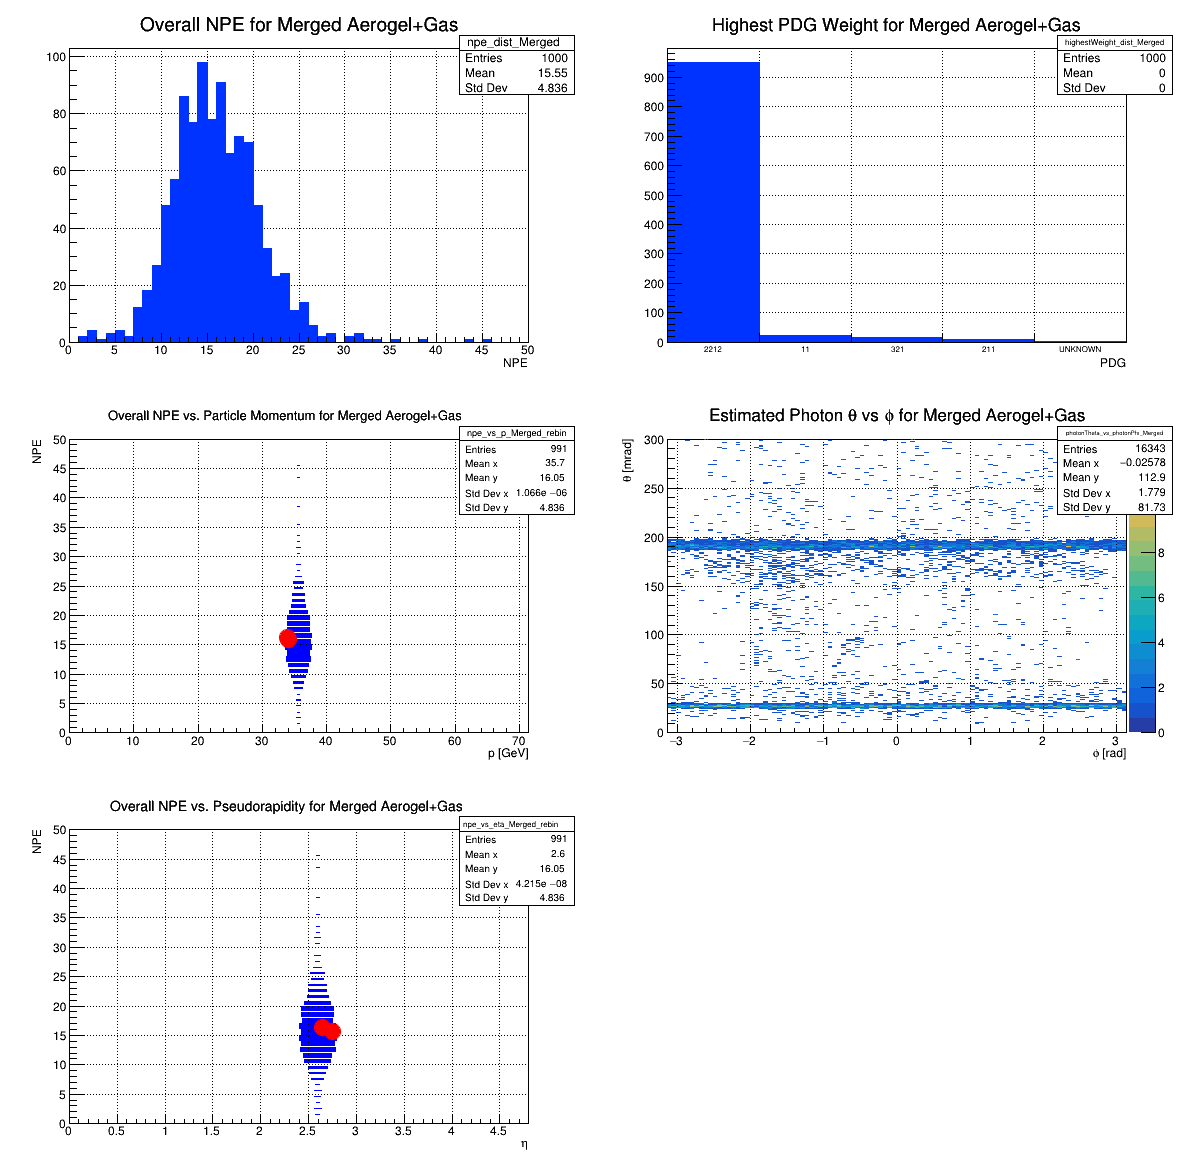 Overall NPE for Merged Aerogel+Gas
npe_dist_Merged
Entries 1000
Mean 15.55
Std Dev 4.836
100
80
60
40
20
0
0 5 10 15 20 25 30 35 40 45 50
NPE
Highest PDG Weight for Merged Aerogel+Gas
highestWeight_dist_Merged
Entries 1000
Mean 0
Std Dev 0
900
800
700
600
500
400
300
200
100
0
2212 11 321 211 UNKNOWN
PDG
Overall NPE vs. Particle Momentum for Merged Aerogel+Gas
npe_vs_p_Merged_rebin
Entries 991
Mean x 35.7
Mean y 16.05
Std Dev x 1.066e −06
Std Dev y 4.836
NPE
50
45
40
35
30
25
20
15
10
5
0
0 10 20 30 40 50 60 70
p [GeV]
Estimated Photon θ vs ϕ for Merged Aerogel+Gas
photonTheta_vs_photonPhi_Merged
Entries 16343
Mean x −0.02578
Mean y 112.9
Std Dev x 1.779
Std Dev y 81.73
θ [mrad]
300
250
200
150
100
50
0
−3 −2 −1 0 1 2 3
ϕ [rad]
8
6
4
2
0
Overall NPE vs. Pseudorapidity for Merged Aerogel+Gas
npe_vs_eta_Merged_rebin
Entries 991
Mean x 2.6
Mean y 16.05
Std Dev x 4.215e −08
Std Dev y 4.836
NPE
50
45
40
35
30
25
20
15
10
5
0
0 0.5 1 1.5 2 2.5 3 3.5 4 4.5
η